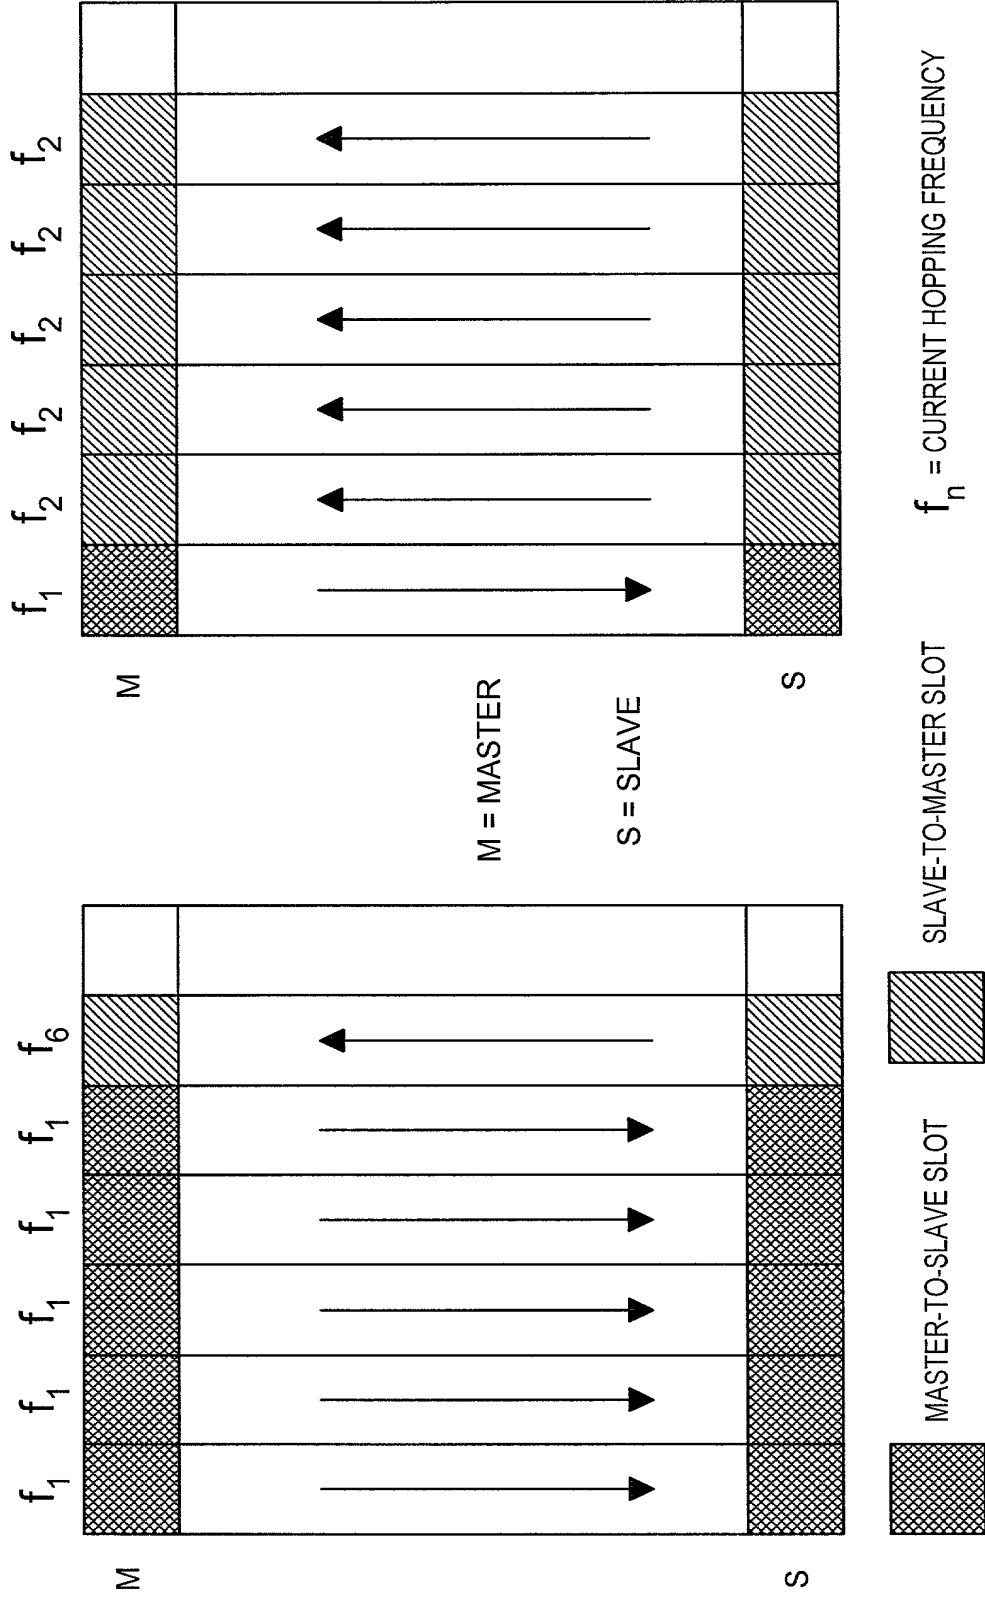 f1 f1 f1 f1 f1 f6
M
S
M = MASTER
S = SLAVE
f1 f2 f2 f2 f2 f2
M
S
MASTER-TO-SLAVE SLOT
SLAVE-TO-MASTER SLOT
fn = CURRENT HOPPING FREQUENCY